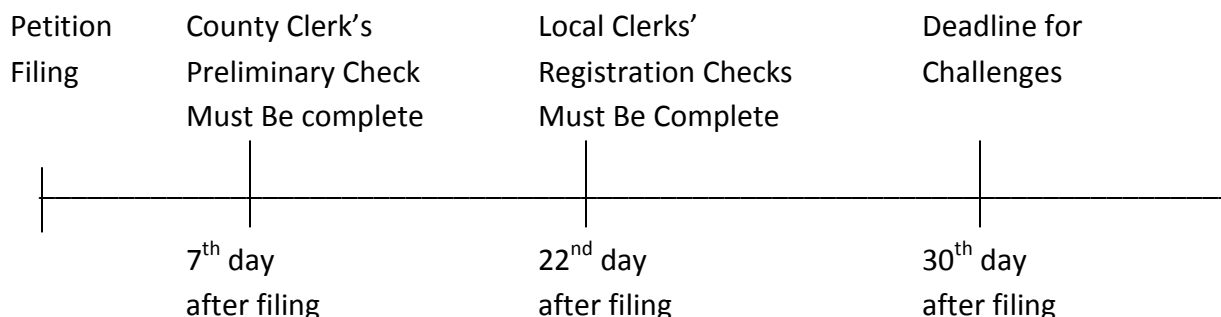 Petition
Filing
County Clerk’s
Preliminary Check
Must Be complete
Local Clerks’
Registration Checks
Must Be Complete
Deadline for
Challenges
7th day
after filing
22nd day
after filing
30th day
after filing